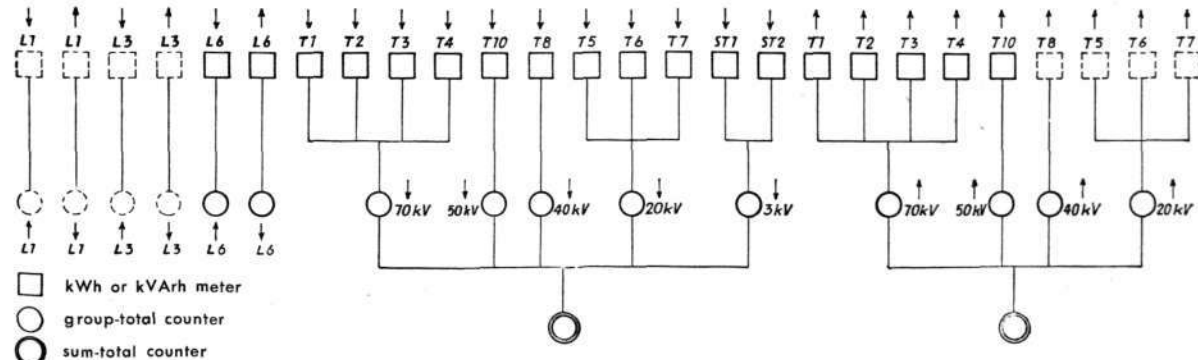 L1 L1 L3 L3 L6 L6 T1 T2 T3 T4 T10 T8 T5 T6 T7 ST1 ST2 T1 T2 T3 T4 T10 T8 T5 T6 T7
70kV 50kV 40kV 20kV 3kV 70kV 50kV 40kV 20kV
L1 L1 L3 L3 L6 L6
kWh or kVArh meter
group-total counter
sum-total counter